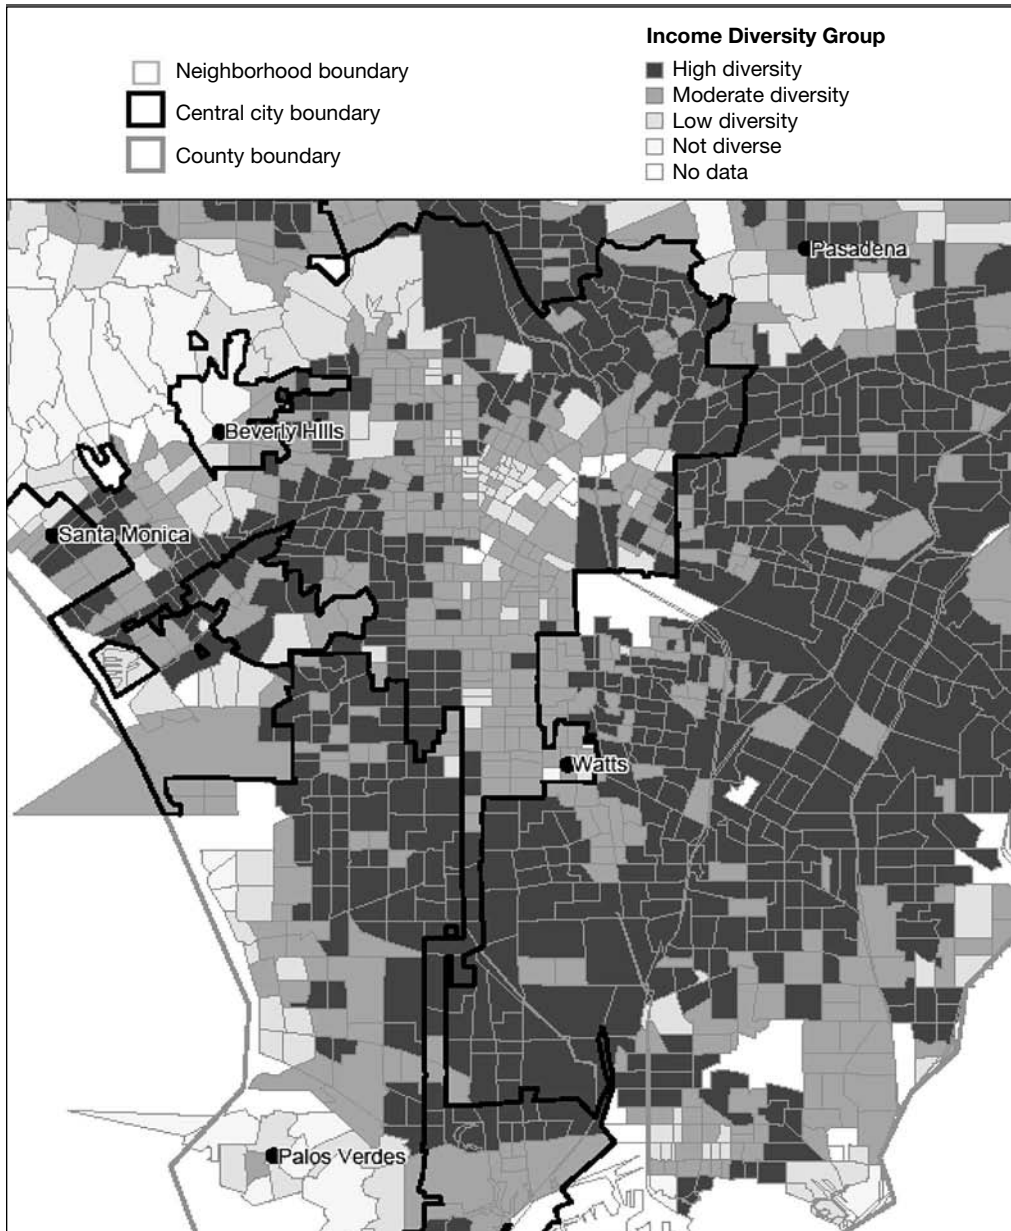 Neighborhood boundary
Central city boundary
County boundary
Income Diversity Group
High diversity
Moderate diversity
Low diversity
Not diverse
No data
Pasadena
Beverly HIlls
Santa Monica
Watts
Palos Verdes